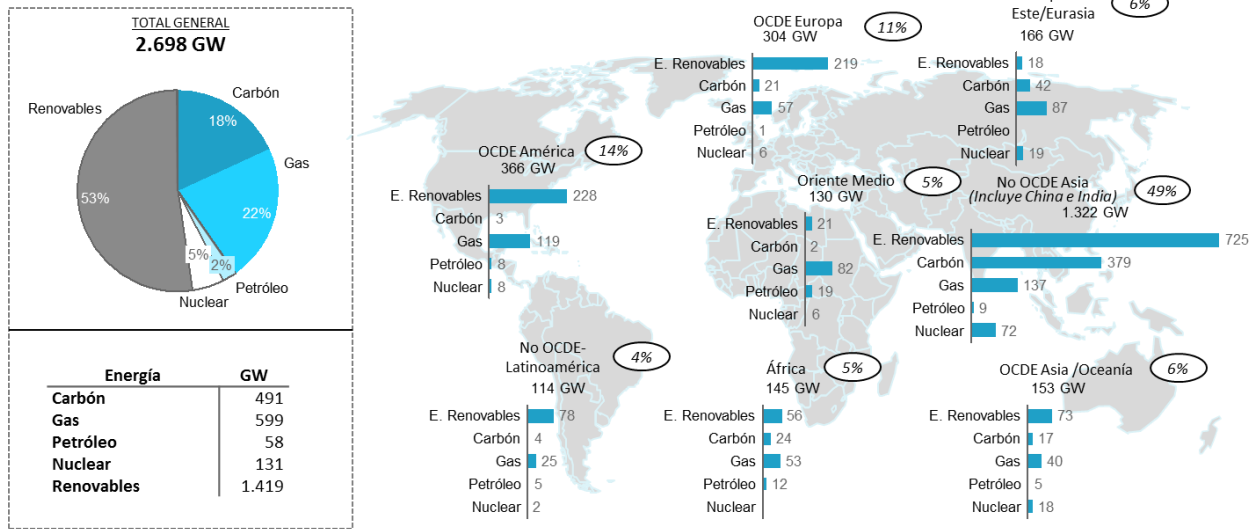 TOTAL GENERAL
2.698 GW
Renovables
Carbón
18%
Gas
53%
22%
5%
2%
Petróleo
Nuclear
Energía GW
Carbón 491
Gas 599
Petróleo 58
Nuclear 131
Renovables 1.419
OCDE América 14%
366 GW
E. Renovables 228
Carbón 3
Gas 119
Petróleo 8
Nuclear 8
OCDE Europa 11%
304 GW
E. Renovables 219
Carbón 21
Gas 57
Petróleo 1
Nuclear 6
6%
Este/Eurasia
166 GW
E. Renovables 18
Carbón 42
Gas 87
Petróleo
Nuclear 19
Oriente Medio 5%
130 GW
E. Renovables 21
Carbón 2
Gas 82
Petróleo 19
Nuclear 6
No OCDE Asia 49%
(Incluye China e India)
1.322 GW
E. Renovables 725
Carbón 379
Gas 137
Petróleo 9
Nuclear 72
No OCDE- 4%
Latinoamérica
114 GW
E. Renovables 78
Carbón 4
Gas 25
Petróleo 5
Nuclear 2
África 5%
145 GW
E. Renovables 56
Carbón 24
Gas 53
Petróleo 12
Nuclear
OCDE Asia /Oceanía 6%
153 GW
E. Renovables 73
Carbón 17
Gas 40
Petróleo 5
Nuclear 18